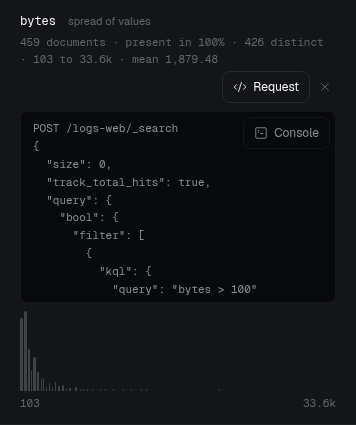 bytes spread of values
459 documents · present in 100% · 426 distinct
· 103 to 33.6k · mean 1,879.48
</> Request ×
Console
POST /logs-web/_search
{
  "size": 0,
  "track_total_hits": true,
  "query": {
    "bool": {
      "filter": [
        {
          "kql": {
            "query": "bytes > 100"
103 33.6k